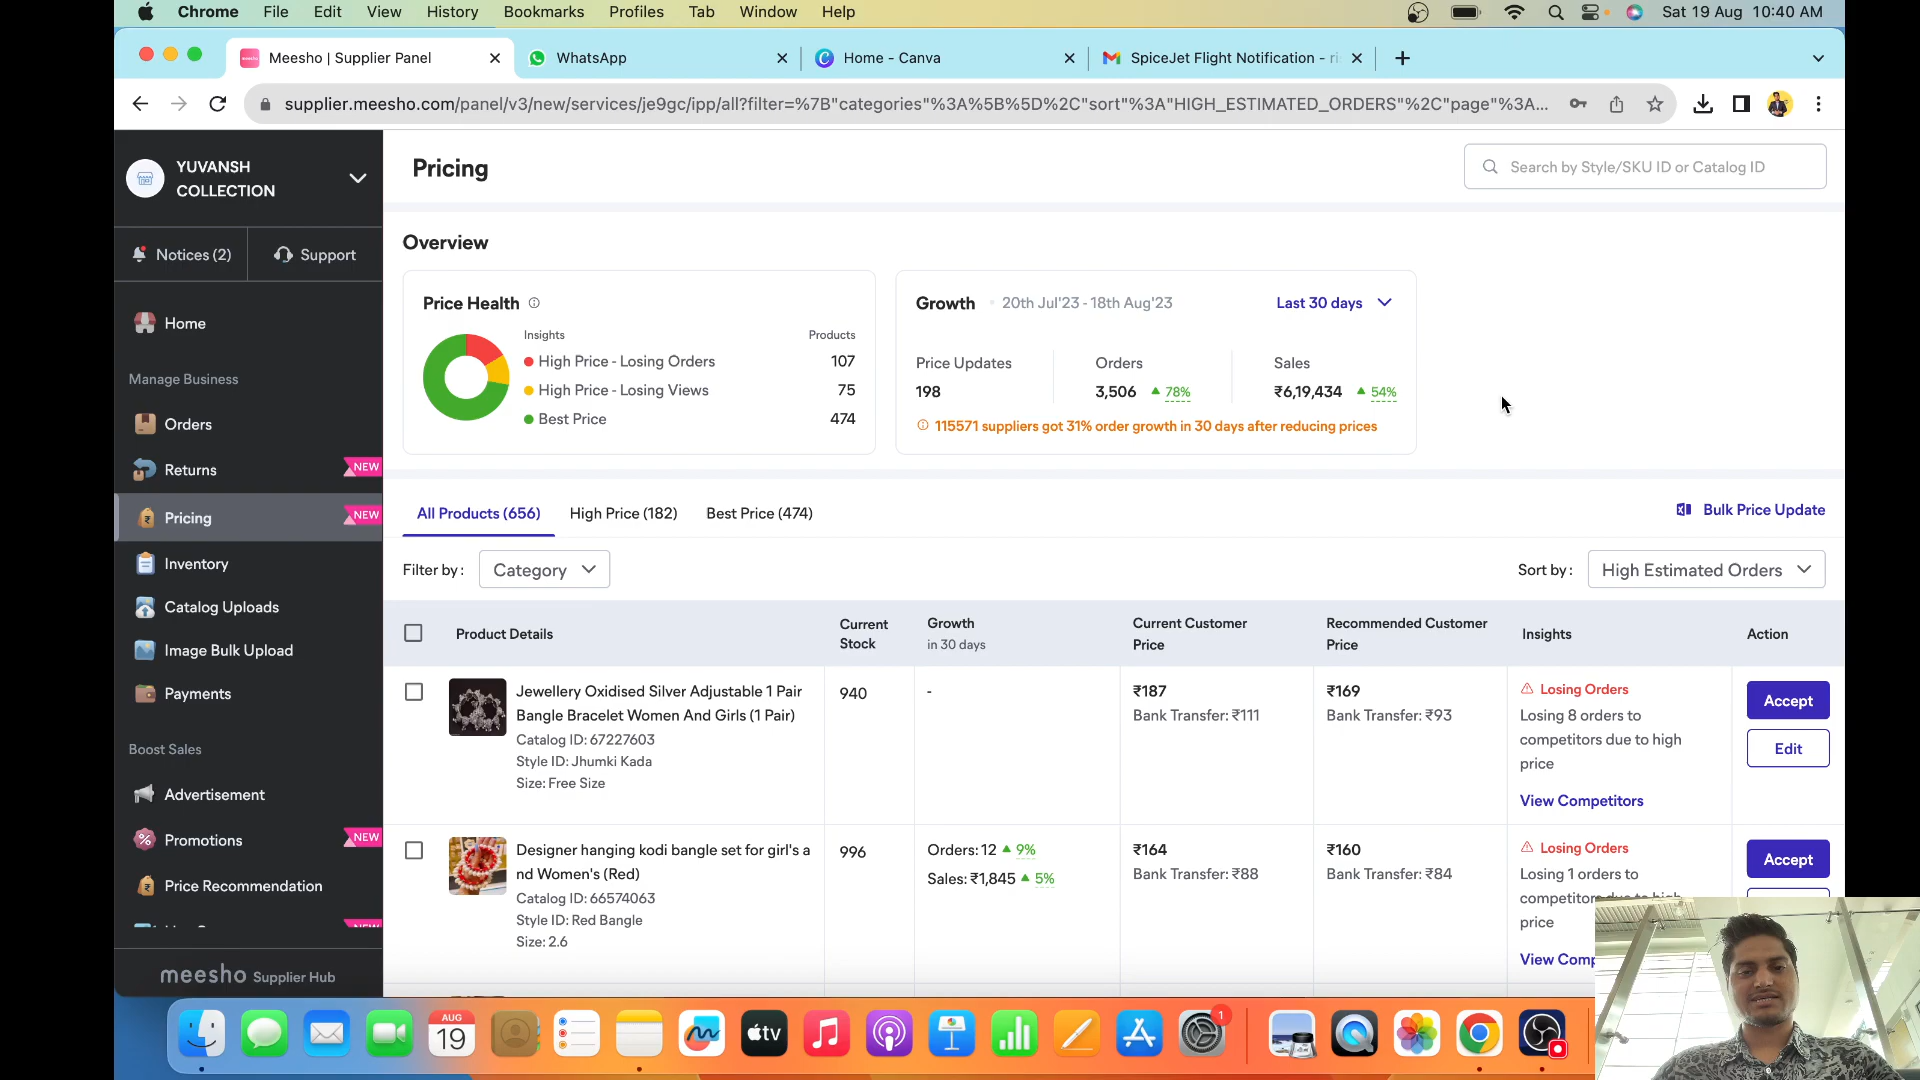 Chrome File Edit View History Bookmarks Profiles Tab Window Help Sat 19 Aug 10:40 AM
Meesho | Supplier Panel WhatsApp Home - Canva SpiceJet Flight Notification - ri
supplier.meesho.com/panel/v3/new/services/je9gc/ipp/all?filter=%7B"categories"%3A%5B%5D%2C"sort"%3A"HIGH_ESTIMATED_ORDERS"%2C"page"%3A...
YUVANSH
COLLECTION
Notices (2) Support
Home
Manage Business
Orders
Returns NEW
Pricing NEW
Inventory
Catalog Uploads
Image Bulk Upload
Payments
Boost Sales
Advertisement
Promotions NEW
Price Recommendation
NEW
meesho Supplier Hub
Pricing
Search by Style/SKU ID or Catalog ID
Overview
Price Health
Insights Products
High Price - Losing Orders 107
High Price - Losing Views 75
Best Price 474
Growth 20th Jul'23 - 18th Aug'23 Last 30 days
Price Updates Orders Sales
198 3,506 78% ₹6,19,434 54%
115571 suppliers got 31% order growth in 30 days after reducing prices
All Products (656) High Price (182) Best Price (474) Bulk Price Update
Filter by: Category Sort by: High Estimated Orders
Product Details
Current
Stock
Growth
in 30 days
Current Customer
Price
Recommended Customer
Price
Insights
Action
Jewellery Oxidised Silver Adjustable 1 Pair
Bangle Bracelet Women And Girls (1 Pair)
Catalog ID: 67227603
Style ID: Jhumki Kada
Size: Free Size
940
-
₹187
Bank Transfer: ₹111
₹169
Bank Transfer: ₹93
Losing Orders
Losing 8 orders to
competitors due to high
price
View Competitors
Accept
Edit
Designer hanging kodi bangle set for girl's a
nd Women's (Red)
Catalog ID: 66574063
Style ID: Red Bangle
Size: 2.6
996
Orders: 12 9%
Sales: ₹1,845 5%
₹164
Bank Transfer: ₹88
₹160
Bank Transfer: ₹84
Losing Orders
Losing 1 orders to
competitors due to high
price
View Comp
Accept
AUG
19
tv
1